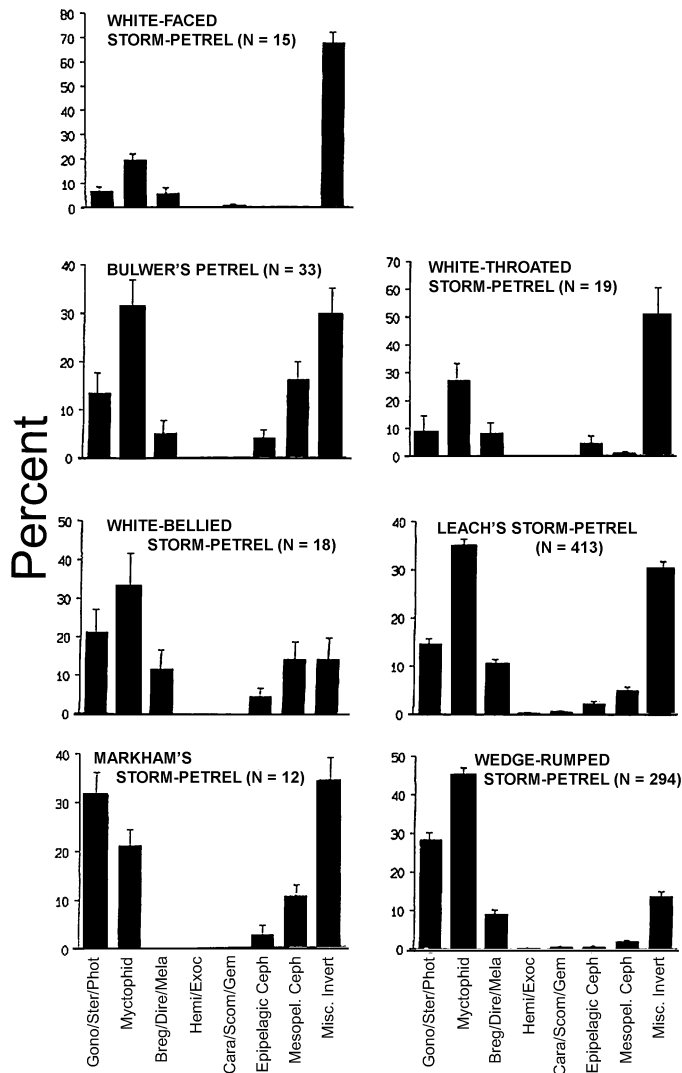 WHITE-FACED
STORM-PETREL (N = 15)
80
70
60
50
40
30
20
10
0
BULWER'S PETREL (N = 33)
40
30
20
10
0
WHITE-THROATED
STORM-PETREL (N = 19)
70
60
50
40
30
20
10
0
Percent
WHITE-BELLIED
STORM-PETREL (N = 18)
50
40
30
20
10
0
LEACH'S STORM-PETREL
(N = 413)
40
30
20
10
0
MARKHAM'S
STORM-PETREL (N = 12)
40
30
20
10
0
WEDGE-RUMPED
STORM-PETREL (N = 294)
50
40
30
20
10
0
Gono/Ster/Phot
Myctophid
Breg/Dire/Mela
Hemi/Exoc
Cara/Scom/Gem
Epipelagic Ceph
Mesopel. Ceph
Misc. Invert
Gono/Ster/Phot
Myctophid
Breg/Dire/Mela
Hemi/Exoc
Cara/Scom/Gem
Epipelagic Ceph
Mesopel. Ceph
Misc. Invert